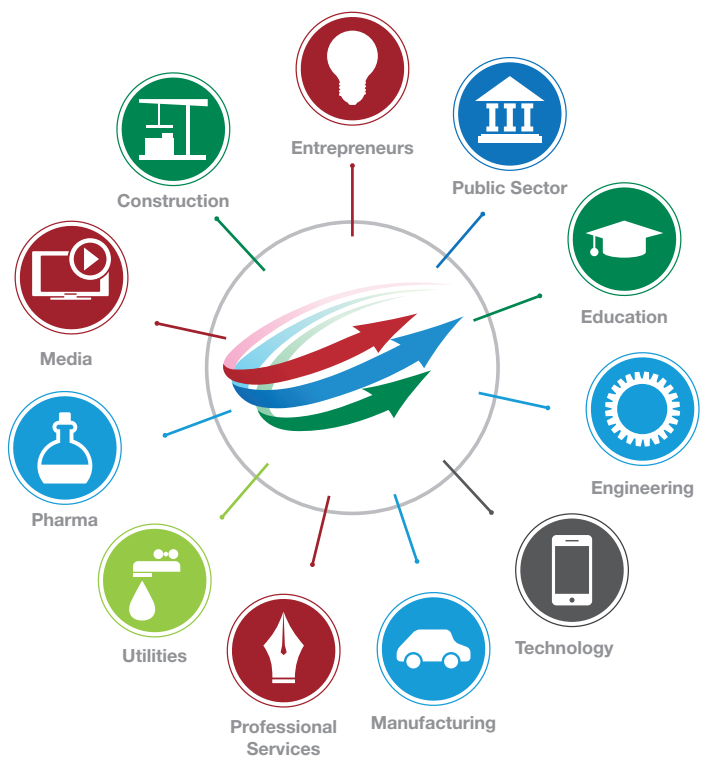 Entrepreneurs
Public Sector
Construction
Education
Media
Engineering
Pharma
Technology
Utilities
Manufacturing
Professional
Services